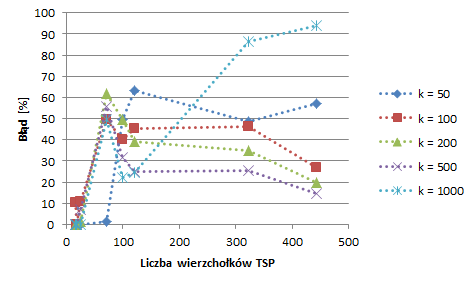 100
90
80
70
60
50
40
30
20
10
0
Błąd [%]
0 100 200 300 400 500
Liczba wierzchołków TSP
k = 50
k = 100
k = 200
k = 500
k = 1000